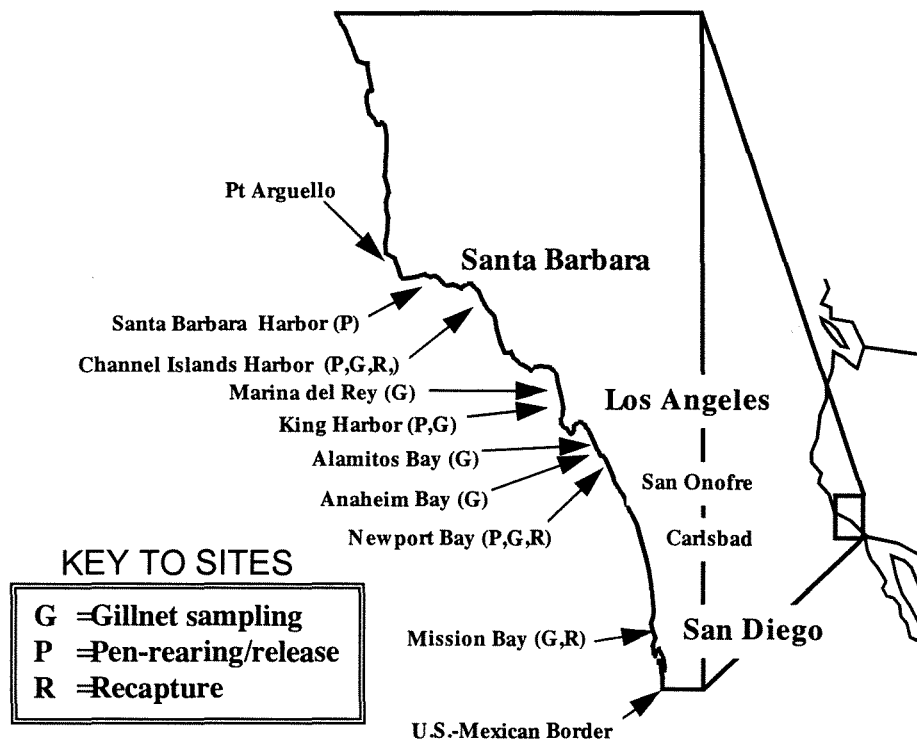 Pt Arguello
Santa Barbara
Santa Barbara Harbor (P)
Channel Islands Harbor (P,G,R,)
Marina del Rey (G)
Los Angeles
King Harbor (P,G)
Alamitos Bay (G)
San Onofre
Anaheim Bay (G)
Newport Bay (P,G,R)
Carlsbad
KEY TO SITES
G =Gillnet sampling
P =Pen-rearing/release
R =Recapture
Mission Bay (G,R)
San Diego
U.S.-Mexican Border